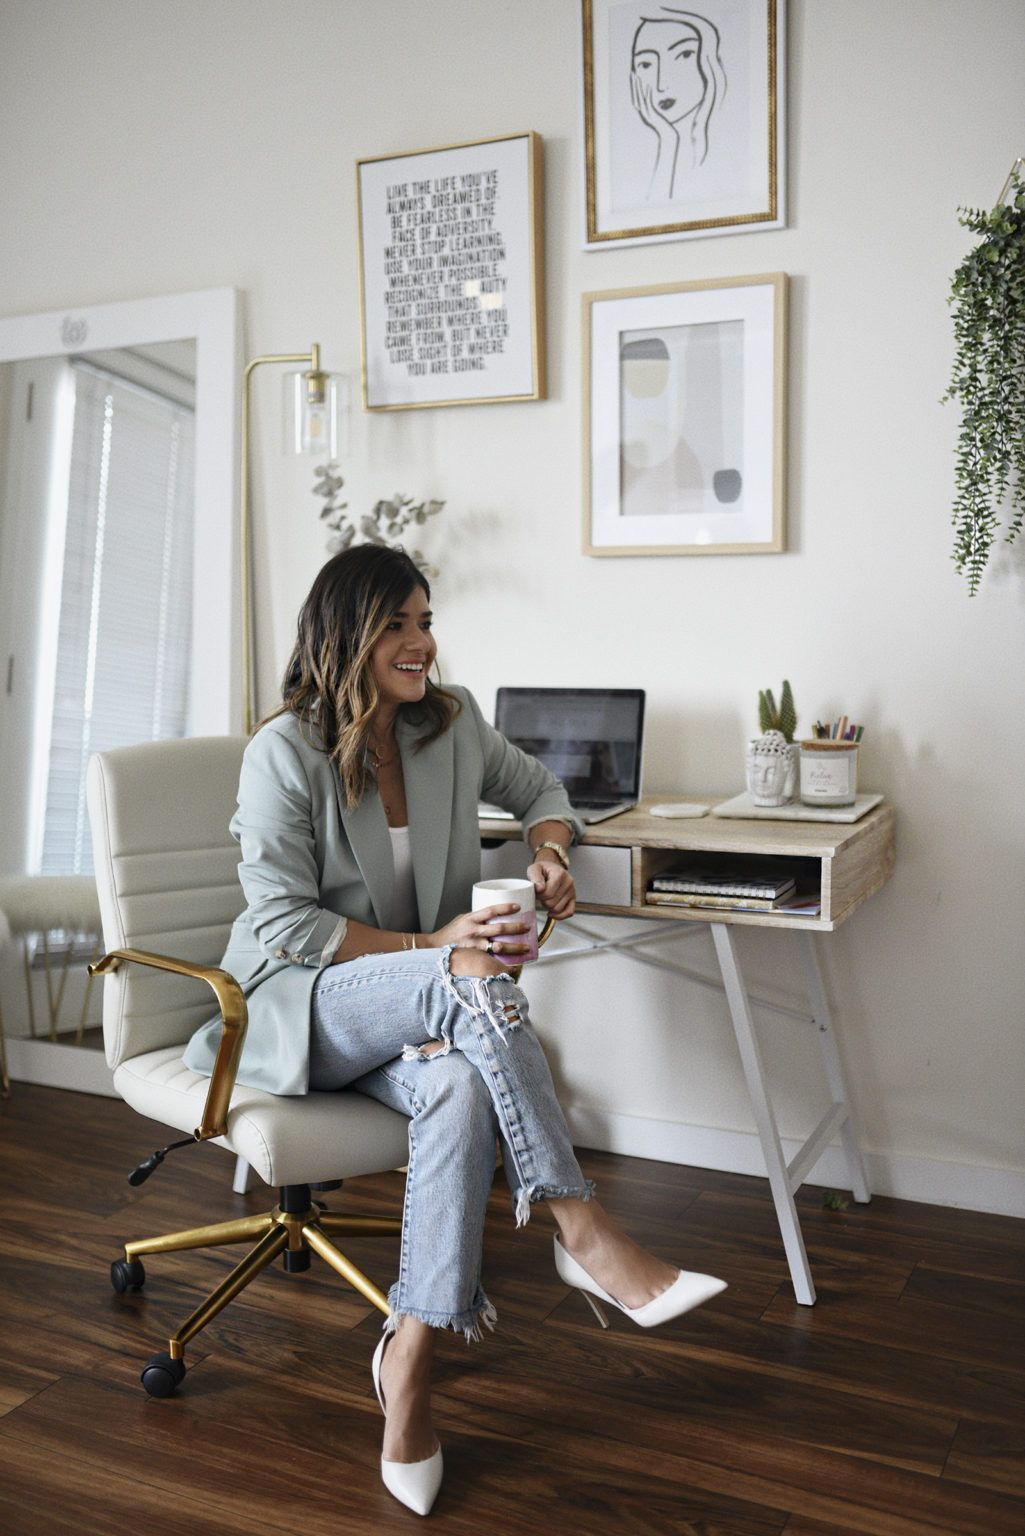 LIVE THE LIFE YOU'VE
ALWAYS DREAMED OF.
BE FEARLESS IN THE
FACE OF ADVERSITY.
NEVER STOP LEARNING.
USE YOUR IMAGINATION
WHENEVER POSSIBLE.
RECOGNIZE THE AUTY
THAT SURROUNDS
REMEMBER WHERE YOU
CAME FROM, BUT NEVER
LOSE SIGHT OF WHERE
YOU ARE GOING.
Relax